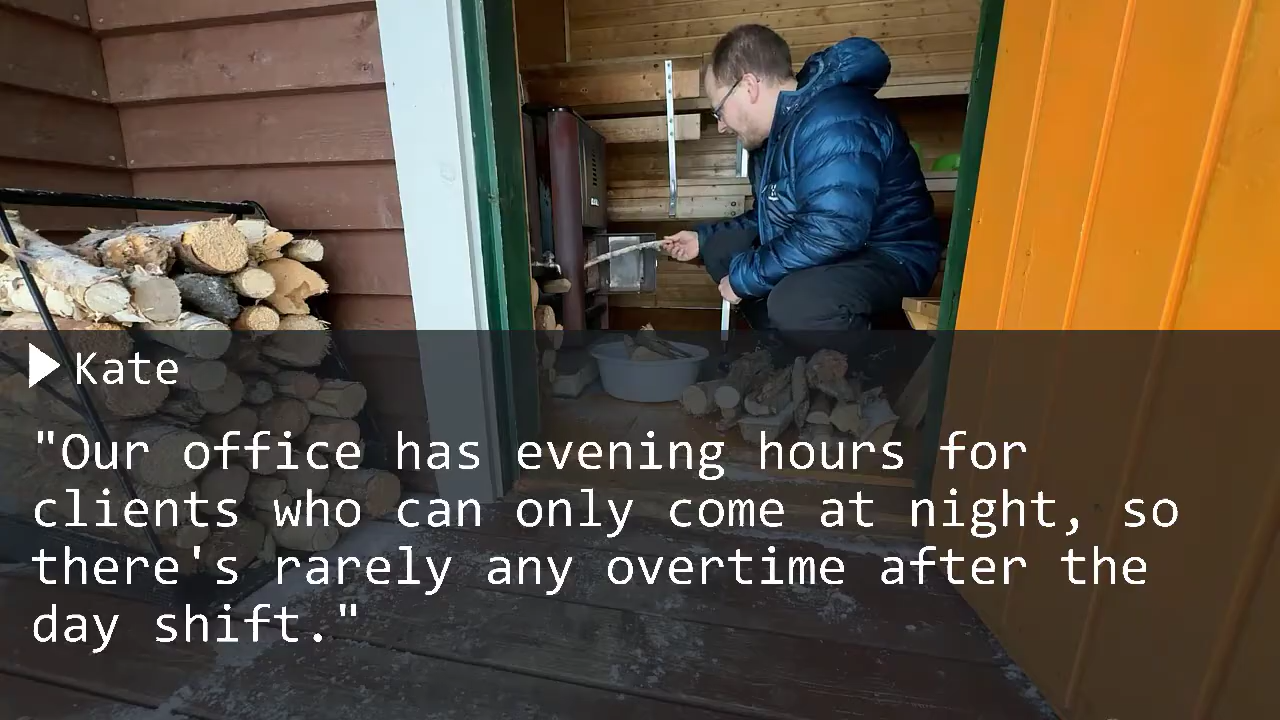 Kate
"Our office has evening hours for
clients who can only come at night, so
there's rarely any overtime after the
day shift."